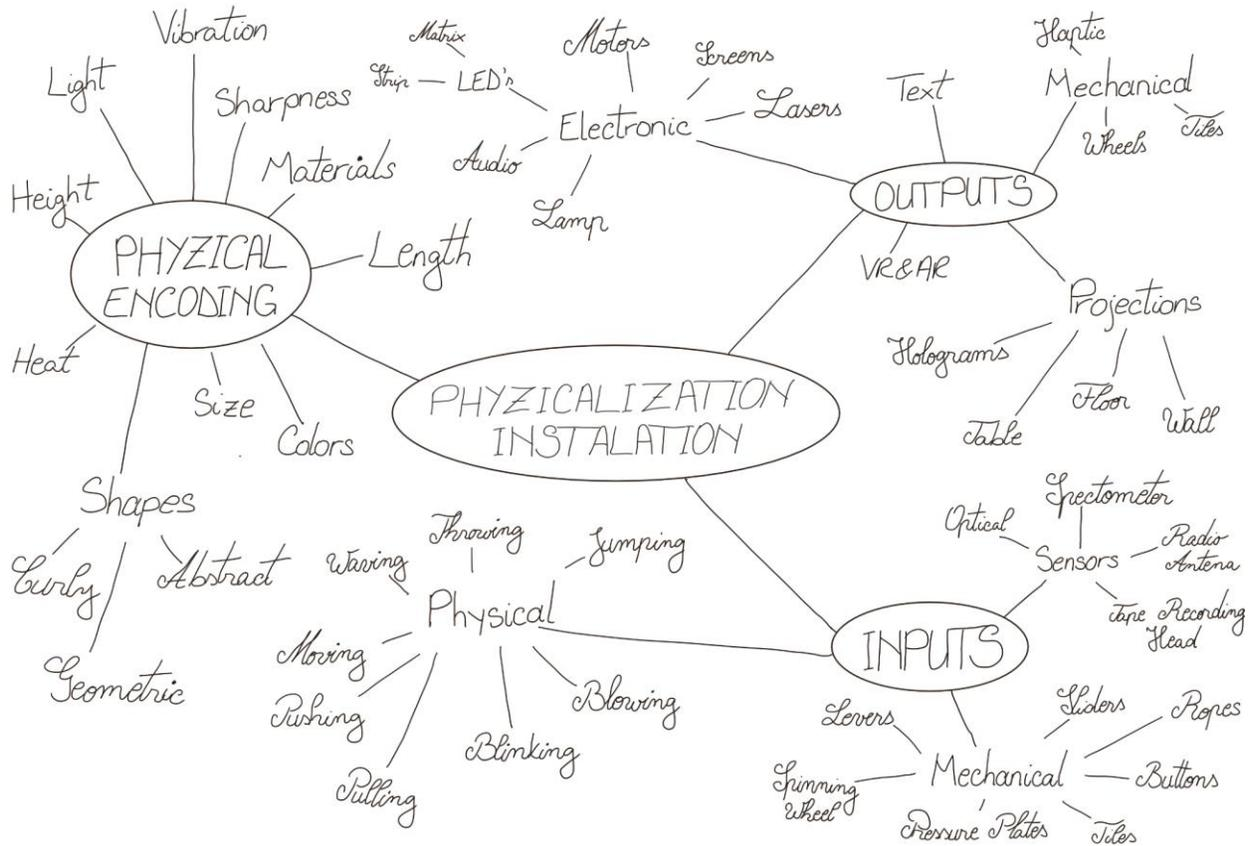 Vibration
Light
Sharpness
Materials
Height
Length
PHYZICAL
ENCODING
Heat
Size
Colors
Shapes
Curly
Abstract
Geometric
Matrix
Strip
LED's
Motors
Screens
Lasers
Electronic
Audio
Lamp
Text
Haptic
Mechanical
Wheels
Tiles
OUTPUTS
VR&AR
Projections
Holograms
Table
Floor
Wall
PHYZICALIZATION
INSTALATION
Throwing
Waving
Jumping
Physical
Moving
Pushing
Pulling
Blinking
Blowing
Spectometer
Optical
Sensors
Radio
Antena
Tape Recording
Head
INPUTS
Levers
Sliders
Ropes
Mechanical
Spinning
Wheel
Buttons
Pressure Plates
Tiles